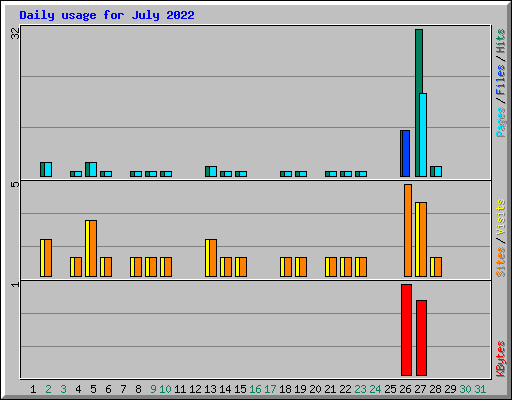 Daily usage for July 2022
32
Pages/Files/Hits
5
Sites/Visits
1
KBytes
1 2 3 4 5 6 7 8 9 10 11 12 13 14 15 16 17 18 19 20 21 22 23 24 25 26 27 28 29 30 31